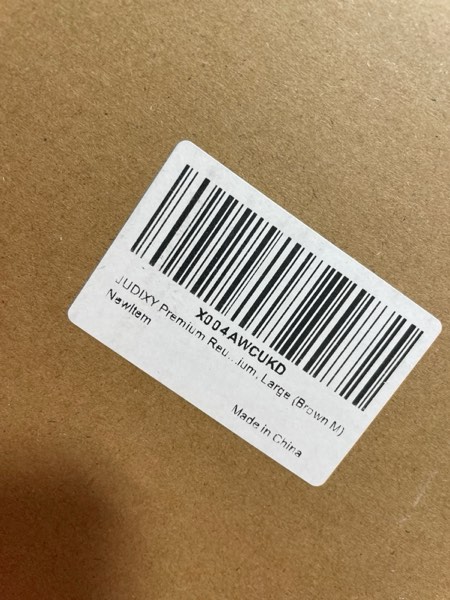 X004AWCUKD
JUDIXY Premium Reu...ium, Large (Brown M)
NewItem
Made in China